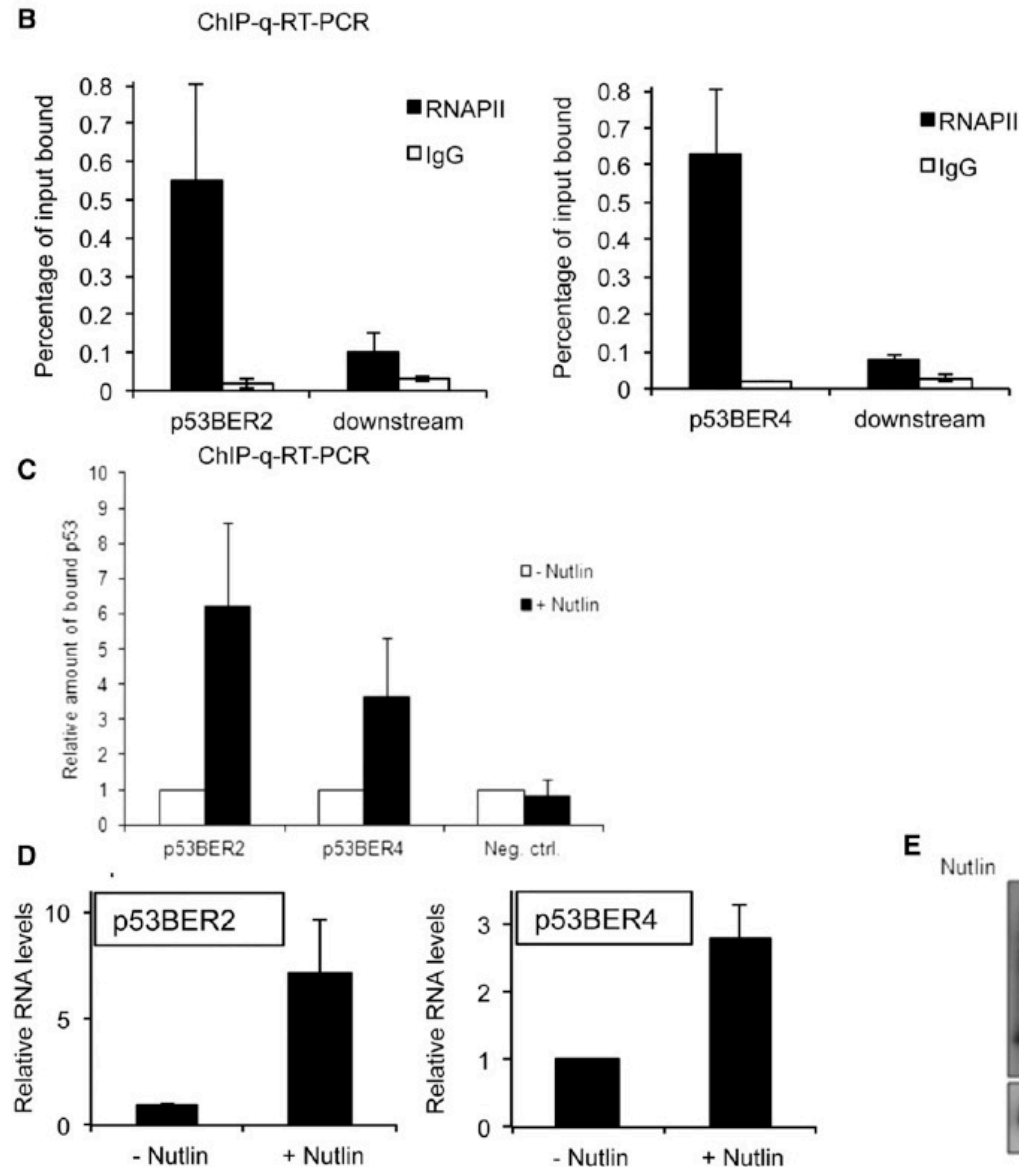 B
ChIP-q-RT-PCR
Percentage of input bound
0.8
0.7
0.6
0.5
0.4
0.3
0.2
0.1
0
RNAPII
IgG
p53BER2 downstream
Percentage of input bound
0.8
0.7
0.6
0.5
0.4
0.3
0.2
0.1
0
RNAPII
IgG
p53BER4 downstream
C
ChIP-q-RT-PCR
Relative amount of bound p53
10
9
8
7
6
5
4
3
2
1
0
- Nutlin
+ Nutlin
p53BER2 p53BER4 Neg. ctrl.
D
Relative RNA levels
10
5
0
p53BER2
- Nutlin + Nutlin
Relative RNA levels
3
2
1
0
p53BER4
- Nutlin + Nutlin
E
Nutlin